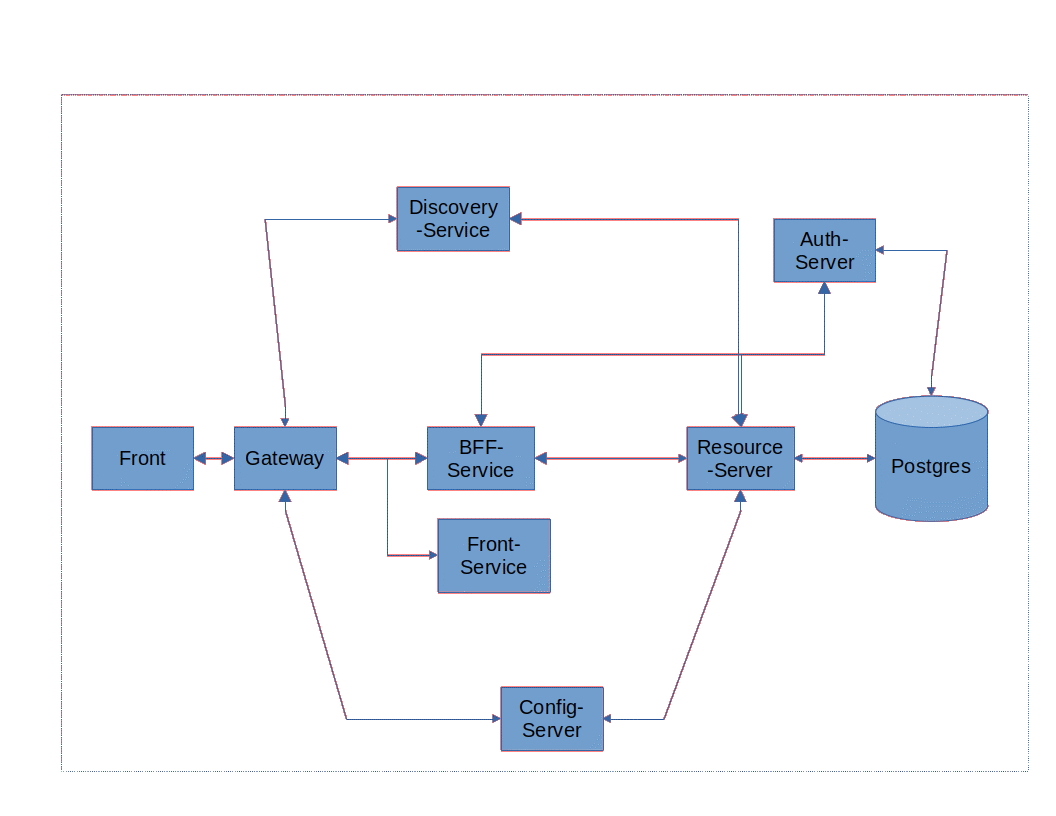 Discovery
-Service
Auth-
Server
Front
Gateway
BFF-
Service
Resource
-Server
Postgres
Front-
Service
Config-
Server